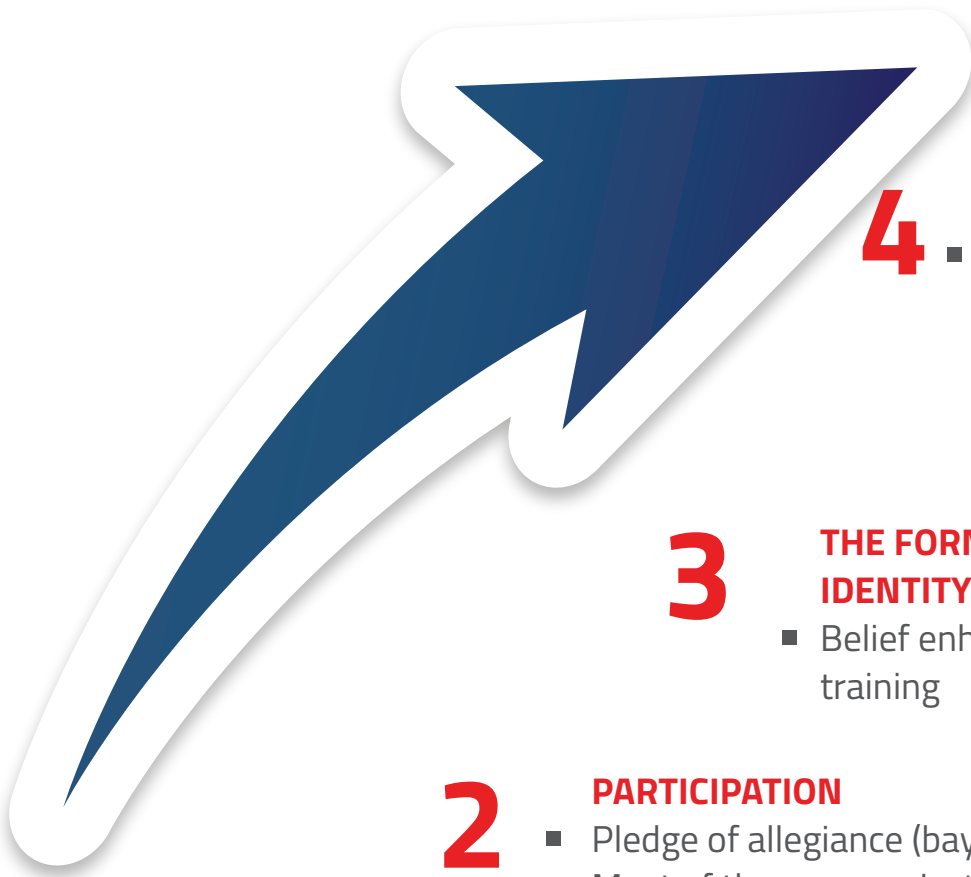 4
3
THE FORM
IDENTITY
Belief enh
training
2
PARTICIPATION
Pledge of allegiance (bay